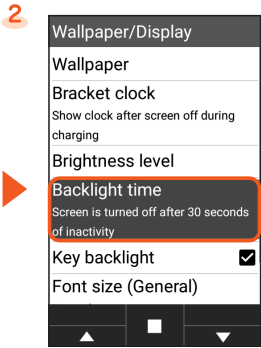 2
Wallpaper/Display
Wallpaper
Bracket clock
Show clock after screen off during
charging
Brightness level
Backlight time
Screen is turned off after 30 seconds
of inactivity
Key backlight
Font size (General)